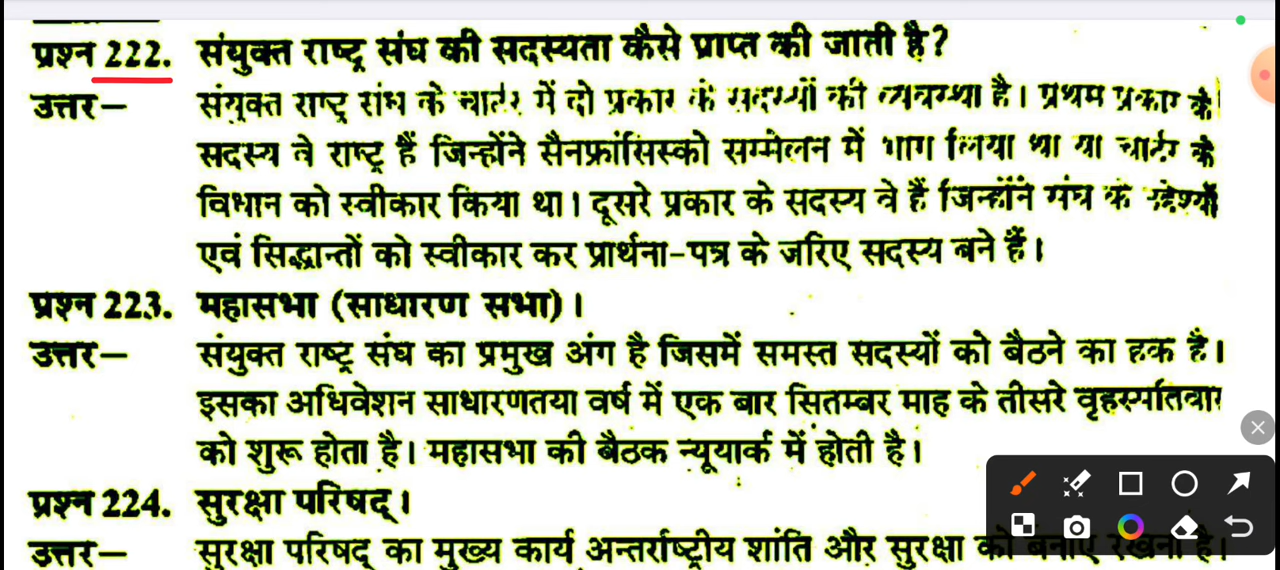 प्रश्न 222. संयुक्त राष्ट्र संघ की सदस्यता कैसे प्राप्त की जाती है?
उत्तर— संयुक्त राष्ट्र संघ के चार्टर में दो प्रकार के सदस्यों की व्यवस्था है। प्रथम प्रकार के
सदस्य वे राष्ट्र हैं जिन्होंने सैनफ्रांसिस्को सम्मेलन में भाग लिया था या चार्टर के
विधान को स्वीकार किया था। दूसरे प्रकार के सदस्य वे हैं जिन्होंने संघ के उद्देश्यों
एवं सिद्धान्तों को स्वीकार कर प्रार्थना-पत्र के जरिए सदस्य बने हैं।
प्रश्न 223. महासभा (साधारण सभा)।
उत्तर— संयुक्त राष्ट्र संघ का प्रमुख अंग है जिसमें समस्त सदस्यों को बैठने का हक है।
इसका अधिवेशन साधारणतया वर्ष में एक बार सितम्बर माह के तीसरे वृहस्पतिवार
को शुरू होता है। महासभा की बैठक न्यूयार्क में होती है।
प्रश्न 224. सुरक्षा परिषद्।
उत्तर— सुरक्षा परिषद् का मुख्य कार्य अन्तर्राष्ट्रीय शांति और सुरक्षा को बनाए रखना है।